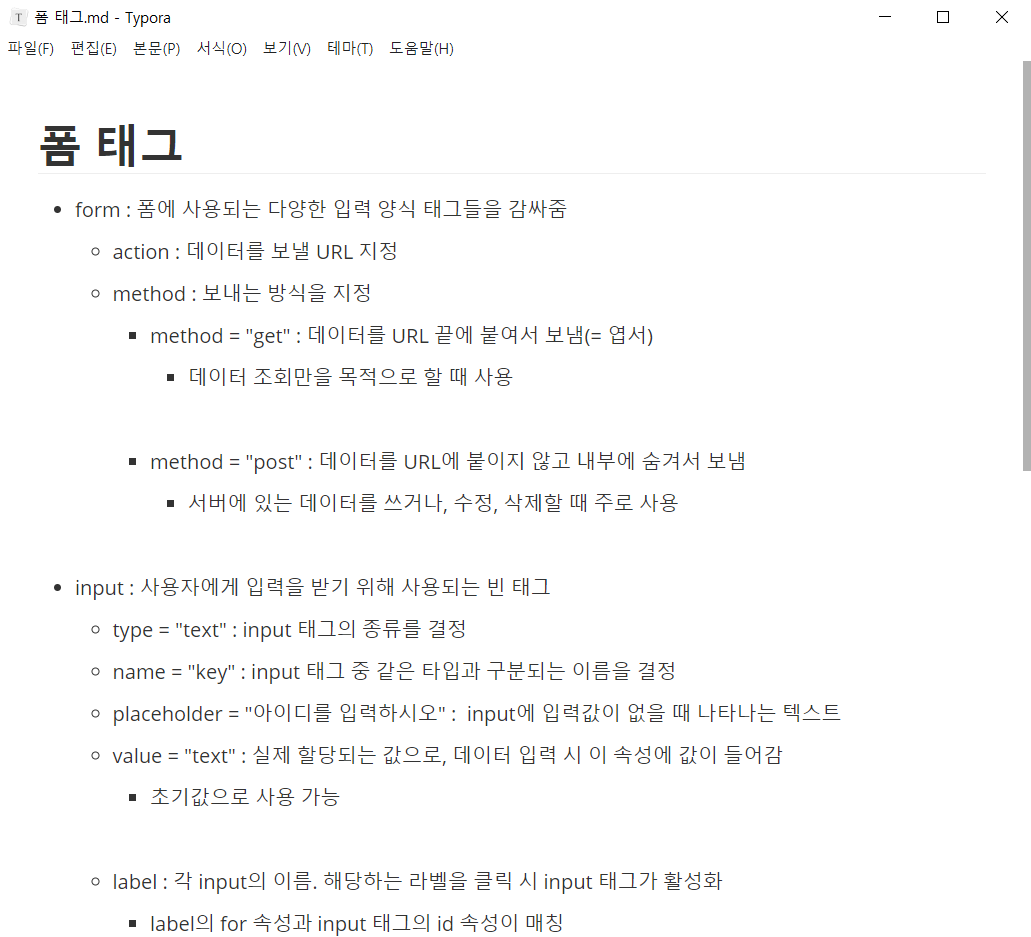 T 폼 태그.md - Typora
파일(F) 편집(E) 본문(P) 서식(O) 보기(V) 테마(T) 도움말(H)
폼 태그
form : 폼에 사용되는 다양한 입력 양식 태그들을 감싸줌
action : 데이터를 보낼 URL 지정
method : 보내는 방식을 지정
method = "get" : 데이터를 URL 끝에 붙여서 보냄(= 엽서)
데이터 조회만을 목적으로 할 때 사용
method = "post" : 데이터를 URL에 붙이지 않고 내부에 숨겨서 보냄
서버에 있는 데이터를 쓰거나, 수정, 삭제할 때 주로 사용
input : 사용자에게 입력을 받기 위해 사용되는 빈 태그
type = "text" : input 태그의 종류를 결정
name = "key" : input 태그 중 같은 타입과 구분되는 이름을 결정
placeholder = "아이디를 입력하시오" :  input에 입력값이 없을 때 나타나는 텍스트
value = "text" : 실제 할당되는 값으로, 데이터 입력 시 이 속성에 값이 들어감
초기값으로 사용 가능
label : 각 input의 이름. 해당하는 라벨을 클릭 시 input 태그가 활성화
label의 for 속성과 input 태그의 id 속성이 매칭